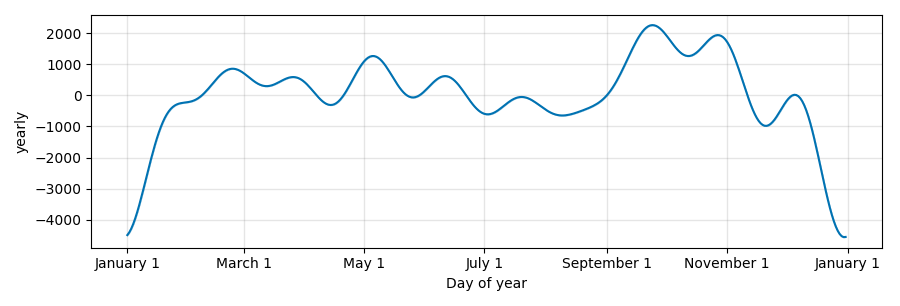 2000
1000
0
−1000
−2000
−3000
−4000
yearly
January 1 March 1 May 1 July 1 September 1 November 1 January 1
Day of year